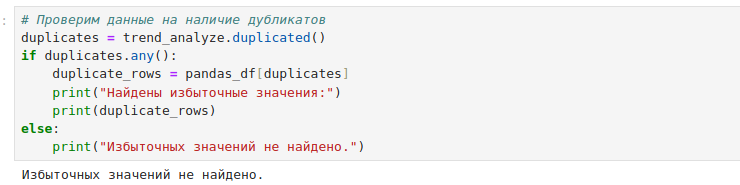 :
# Проверим данные на наличие дубликатов
duplicates = trend_analyze.duplicated()
if duplicates.any():
    duplicate_rows = pandas_df[duplicates]
    print("Найдены избыточные значения:")
    print(duplicate_rows)
else:
    print("Избыточных значений не найдено.")
Избыточных значений не найдено.